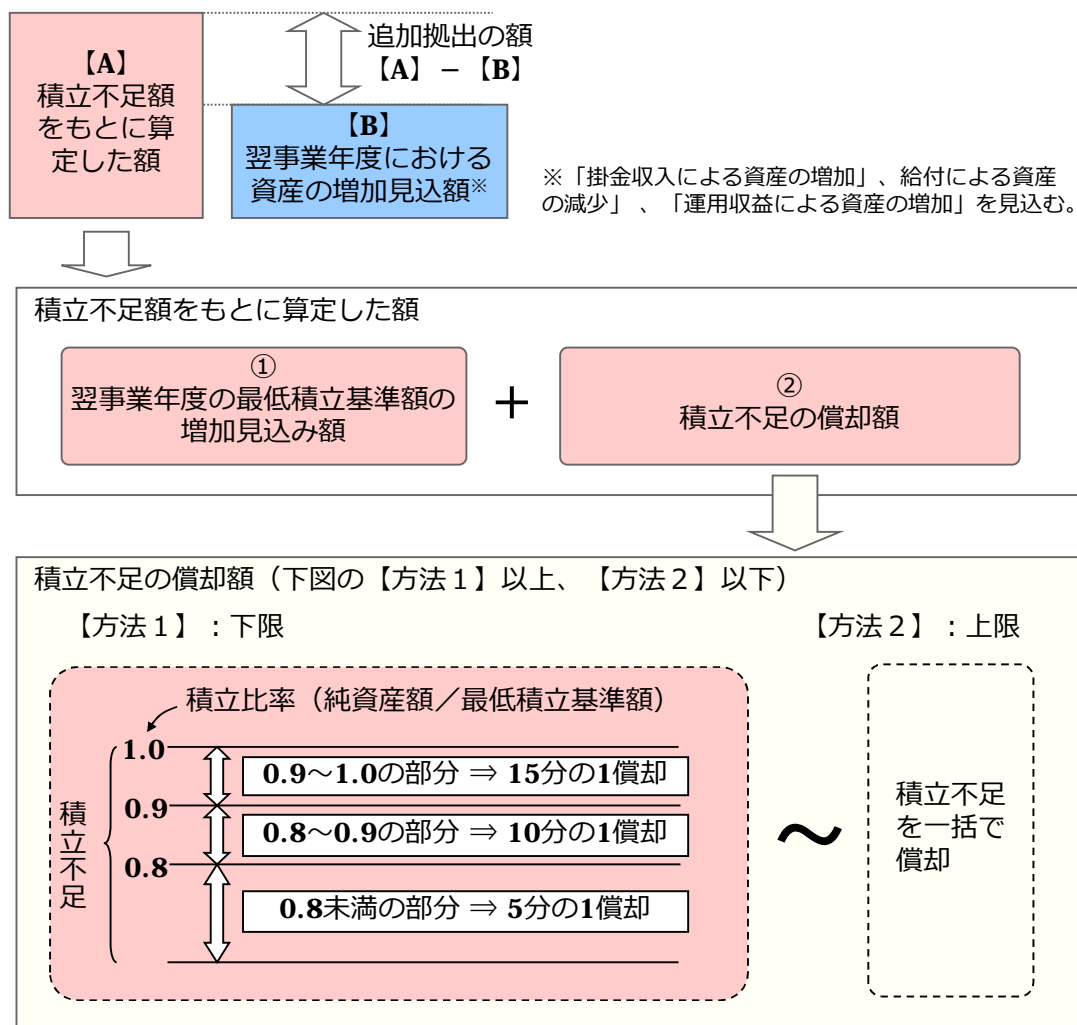 【A】
積立不足額
をもとに算
定した額
追加拠出の額
【A】－【B】
【B】
翌事業年度における
資産の増加見込額※
※「掛金収入による資産の増加」、給付による資産
の減少」、「運用収益による資産の増加」を見込む。
積立不足額をもとに算定した額
①
翌事業年度の最低積立基準額の
増加見込み額
＋
②
積立不足の償却額
積立不足の償却額（下図の【方法１】以上、【方法２】以下）
【方法１】：下限
【方法２】：上限
積立比率（純資産額／最低積立基準額）
1.0
0.9～1.0の部分 ⇒ 15分の1償却
0.9
0.8～0.9の部分 ⇒ 10分の1償却
0.8
0.8未満の部分 ⇒ 5分の1償却
積立不足
～
積立不足
を一括で
償却